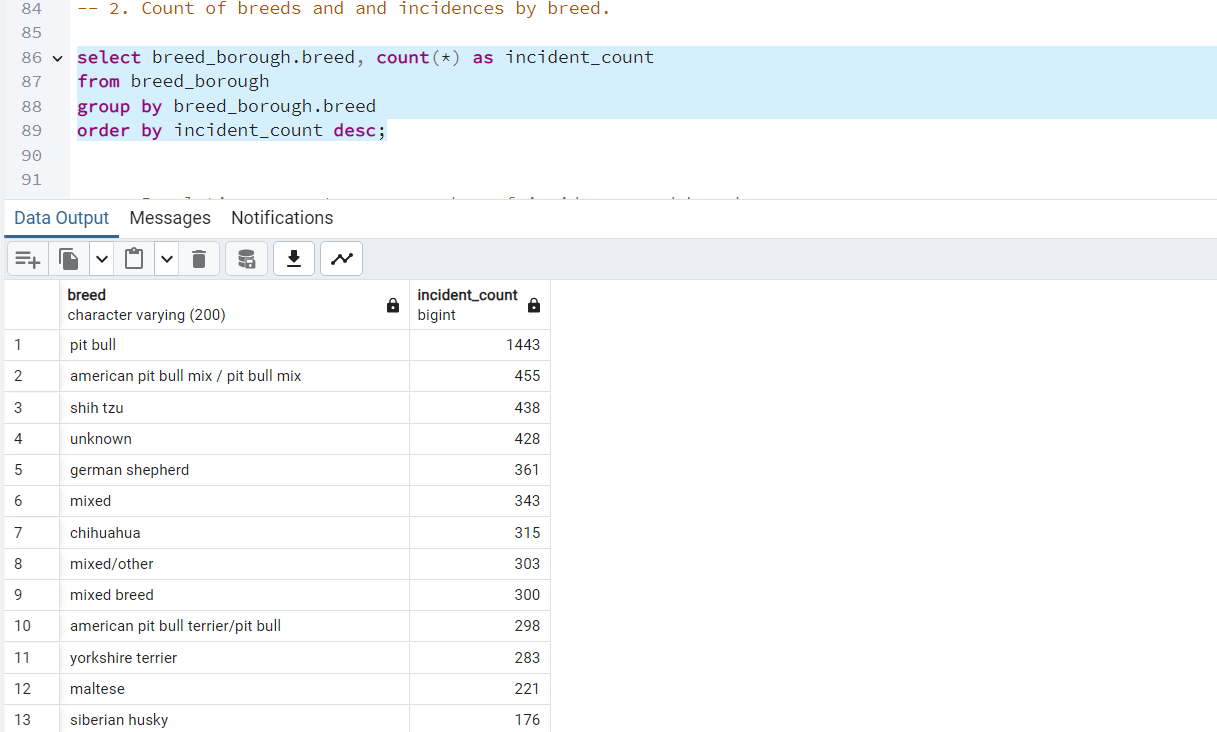 84 -- 2. Count of breeds and and incidences by breed.
85
86 select breed_borough.breed, count(*) as incident_count
87 from breed_borough
88 group by breed_borough.breed
89 order by incident_count desc;
90
91
Data Output Messages Notifications
breed incident_count
character varying (200) bigint
1 pit bull 1443
2 american pit bull mix / pit bull mix 455
3 shih tzu 438
4 unknown 428
5 german shepherd 361
6 mixed 343
7 chihuahua 315
8 mixed/other 303
9 mixed breed 300
10 american pit bull terrier/pit bull 298
11 yorkshire terrier 283
12 maltese 221
13 siberian husky 176